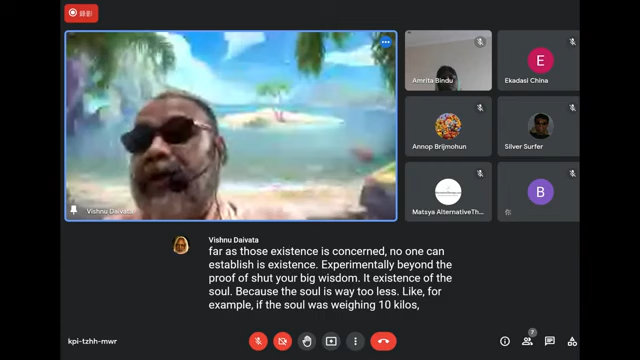 錄影
Amrita Bindu
Ekadasi China
E
Annop Brijmohun
Silver Surfer
Matsya AlternativeTh...
B
你
Vishnu Daivata
Vishnu Daivata
far as those existence is concerned, no one can
establish is existence. Experimentally beyond the
proof of shut your big wisdom. It existence of the
soul. Because the soul is way too less. Like, for
example, if the soul was weighing 10 kilos,
kpi-tzhh-mwr
7